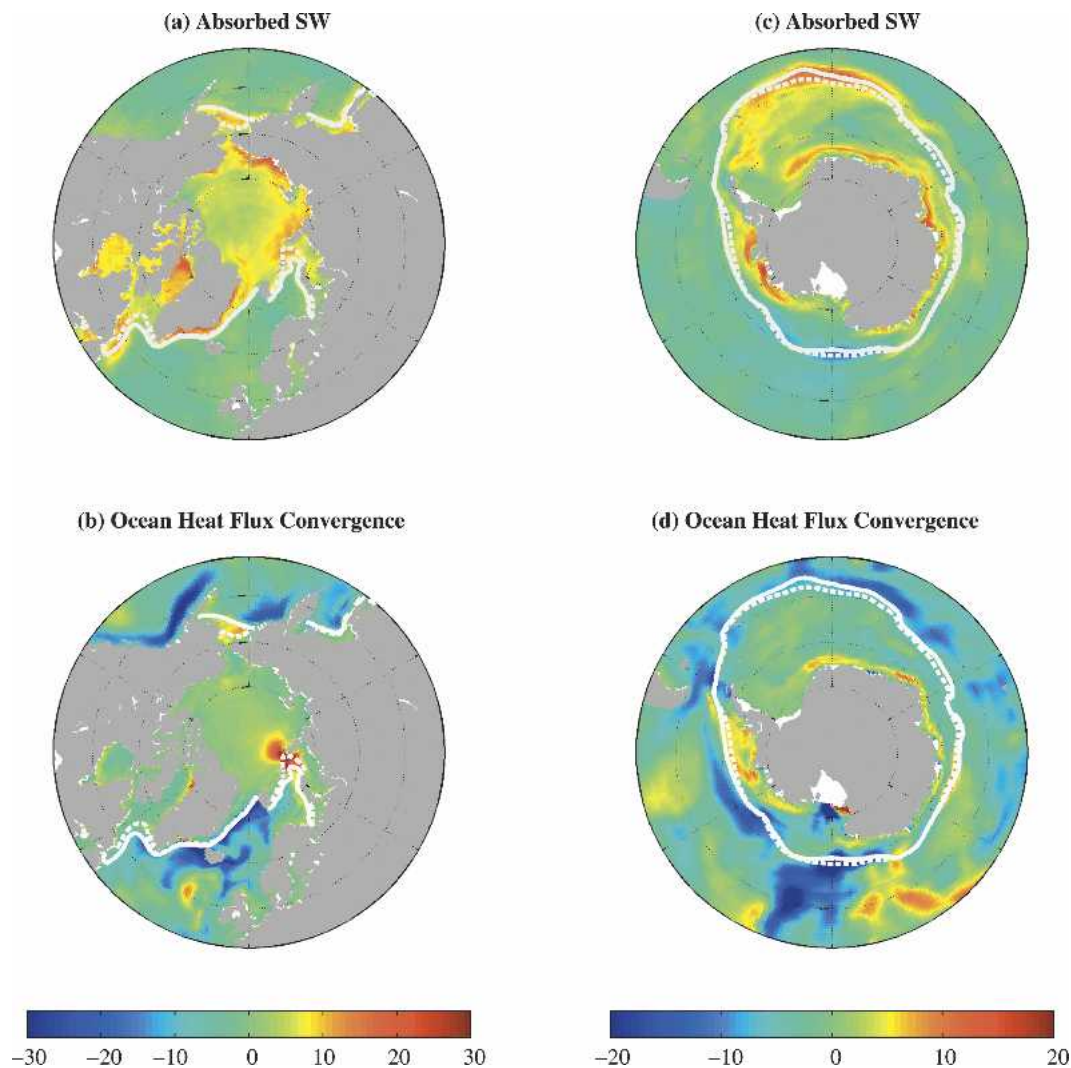 (a) Absorbed SW
(c) Absorbed SW
(b) Ocean Heat Flux Convergence
(d) Ocean Heat Flux Convergence
−30 −20 −10 0 10 20 30
−20 −10 0 10 20